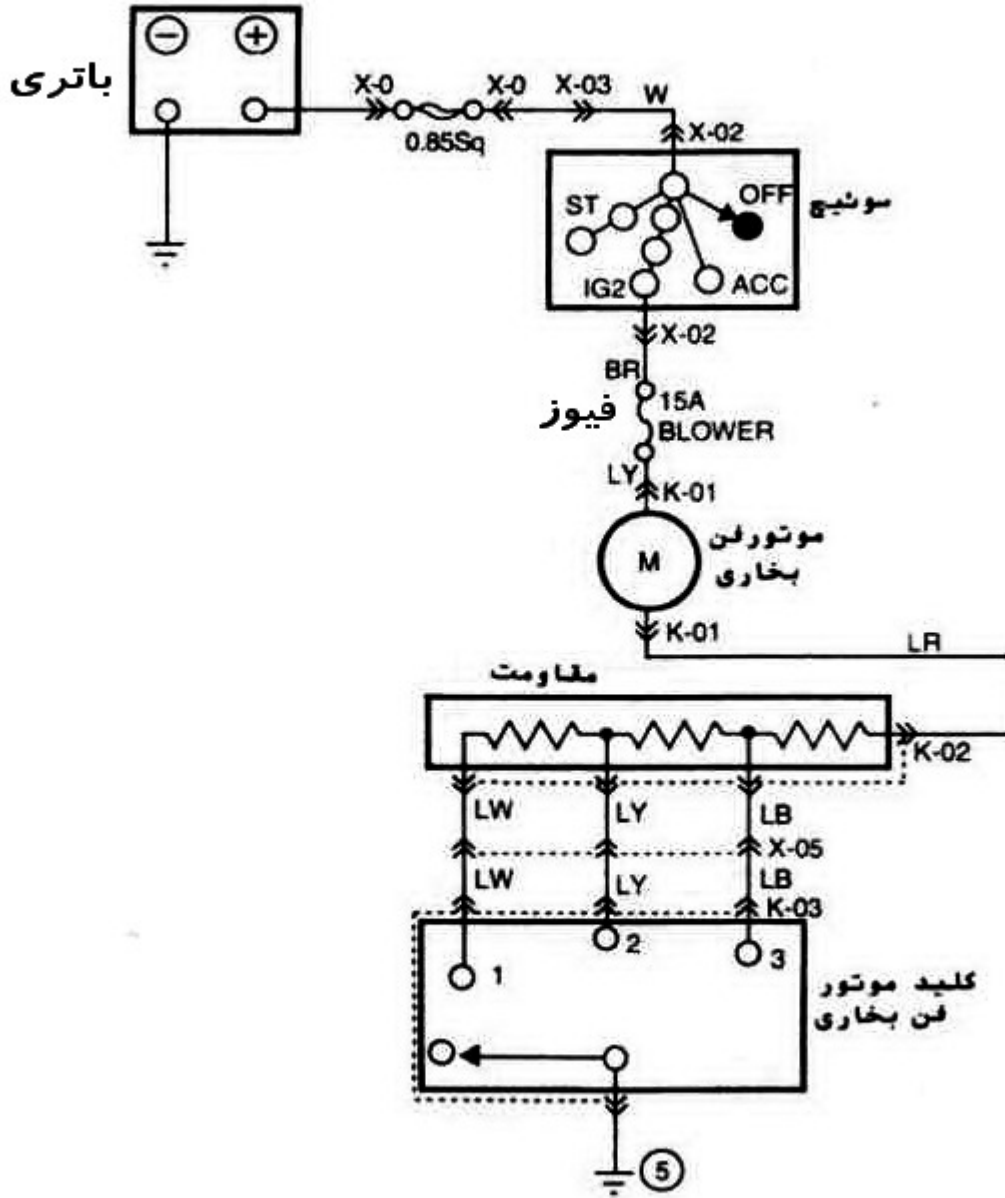 − +
باتری
X-0 X-0 X-03 W
0.85Sq
X-02
سوئیچ
ST OFF
IG2 ACC
X-02
BR
فیوز
15A
BLOWER
LY K-01
M
موتورفن
بخاری
K-01
LR
مقاومت
K-02
LW LY LB
X-05
LW LY LB
K-03
1 2 3
کلید موتور
فن بخاری
5